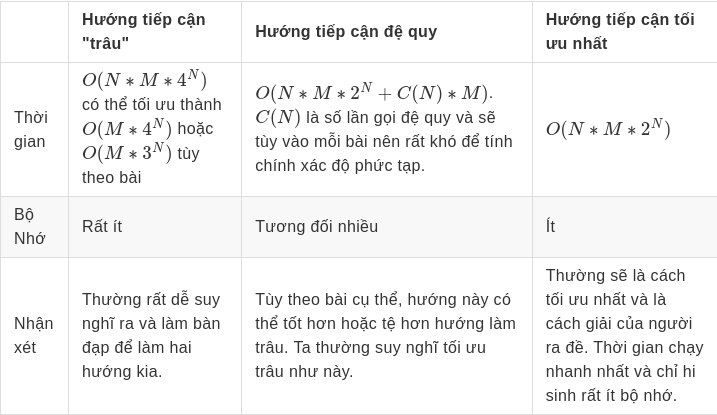 Hướng tiếp cận
"trâu"
Hướng tiếp cận đệ quy
Hướng tiếp cận tối
ưu nhất
Thời
gian
O(N ∗ M ∗ 4^N)
có thể tối ưu thành
O(M ∗ 4^N) hoặc
O(M ∗ 3^N) tùy
theo bài
O(N ∗ M ∗ 2^N + C(N) ∗ M).
C(N) là số lần gọi đệ quy và sẽ
tùy vào mỗi bài nên rất khó để tính
chính xác độ phức tạp.
O(N ∗ M ∗ 2^N)
Bộ
Nhớ
Rất ít
Tương đối nhiều
Ít
Nhận
xét
Thường rất dễ suy
nghĩ ra và làm bàn
đạp để làm hai
hướng kia.
Tùy theo bài cụ thể, hướng này có
thể tốt hơn hoặc tệ hơn hướng làm
trâu. Ta thường suy nghĩ tối ưu
trâu như này.
Thường sẽ là cách
tối ưu nhất và là
cách giải của người
ra đề. Thời gian chạy
nhanh nhất và chỉ hi
sinh rất ít bộ nhớ.